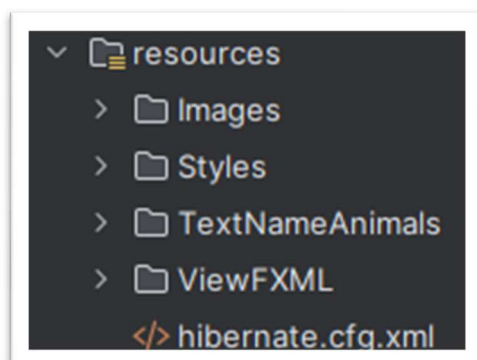 resources
Images
Styles
TextNameAnimals
ViewFXML
hibernate.cfg.xml